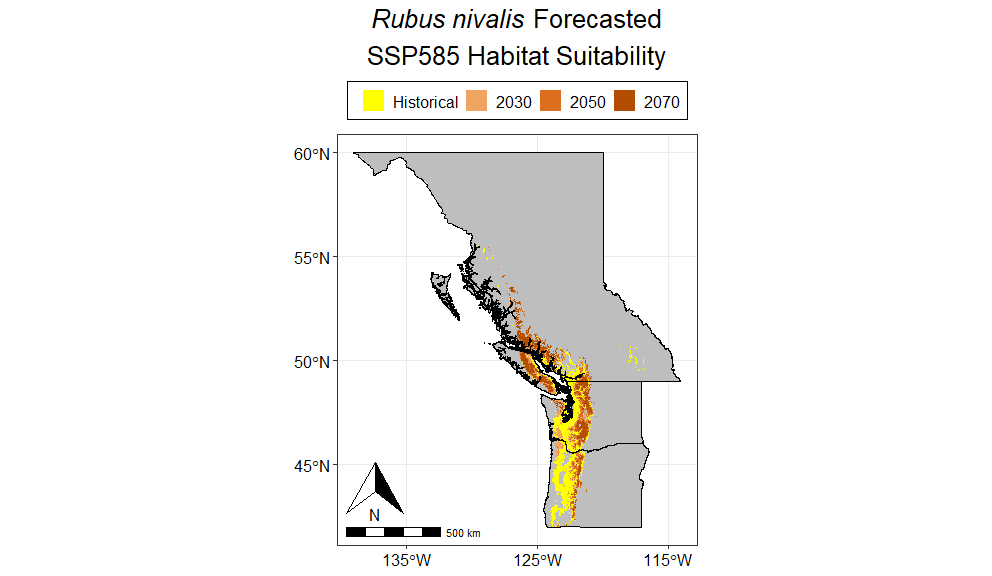 Rubus nivalis Forecasted
SSP585 Habitat Suitability
Historical 2030 2050 2070
60°N
55°N
50°N
45°N
N
500 km
135°W 125°W 115°W